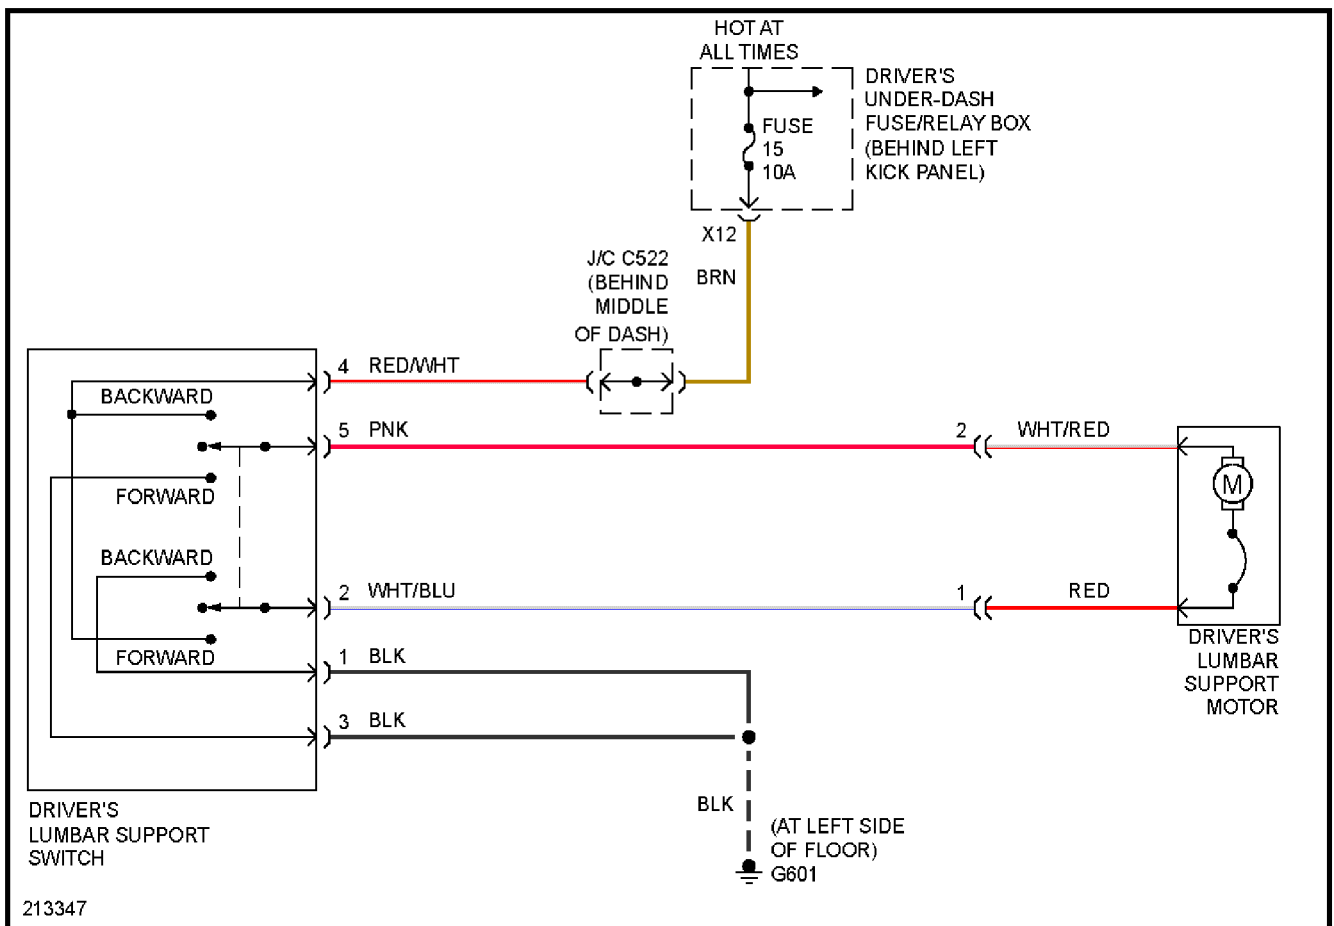 HOT AT
ALL TIMES
DRIVER'S
UNDER-DASH
FUSE/RELAY BOX
(BEHIND LEFT
KICK PANEL)
FUSE
15
10A
X12
BRN
J/C C522
(BEHIND
MIDDLE
OF DASH)
4 RED/WHT
BACKWARD
5 PNK
2 WHT/RED
FORWARD
M
BACKWARD
2 WHT/BLU
1 RED
FORWARD
1 BLK
3 BLK
DRIVER'S
LUMBAR
SUPPORT
MOTOR
BLK
(AT LEFT SIDE
OF FLOOR)
G601
DRIVER'S
LUMBAR SUPPORT
SWITCH
213347